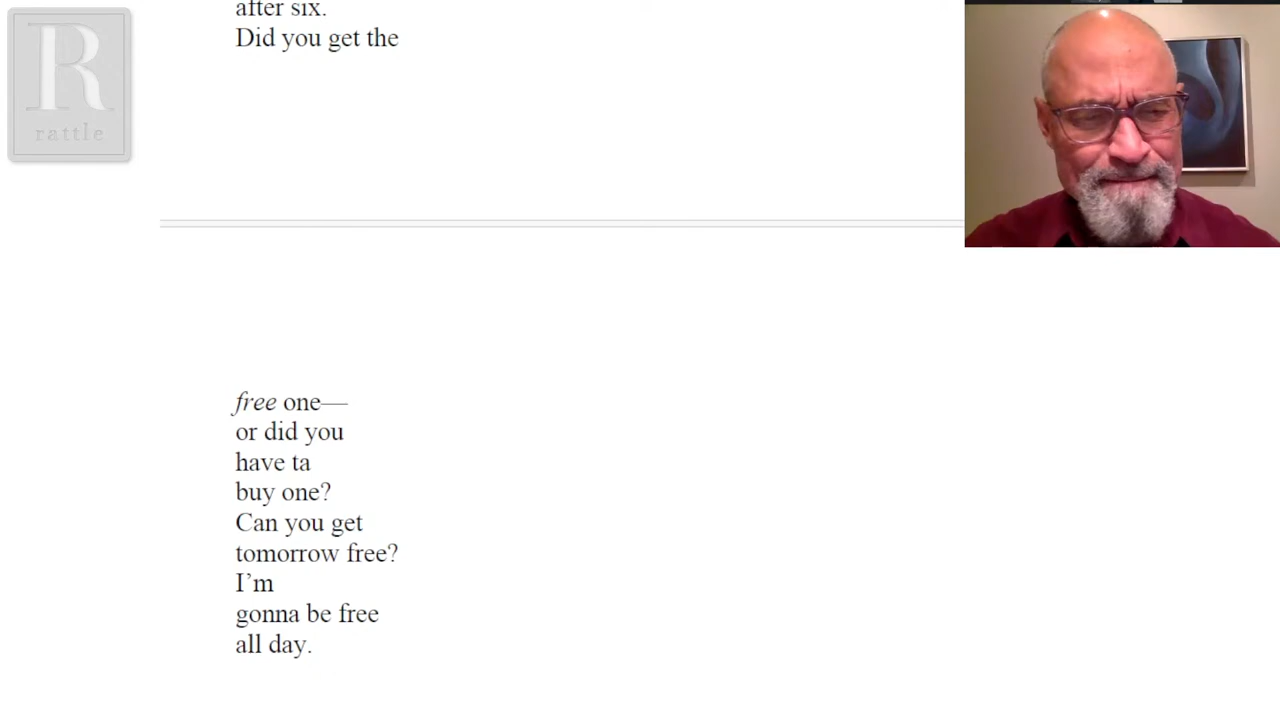 after six.
Did you get the
R
rattle
free one—
or did you
have ta
buy one?
Can you get
tomorrow free?
I’m
gonna be free
all day.